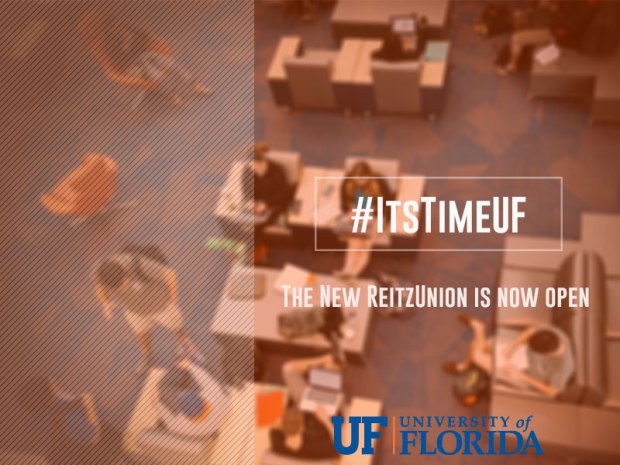 #ItsTimeUF
The New ReitzUnion is now open
UF UNIVERSITY of
FLORIDA